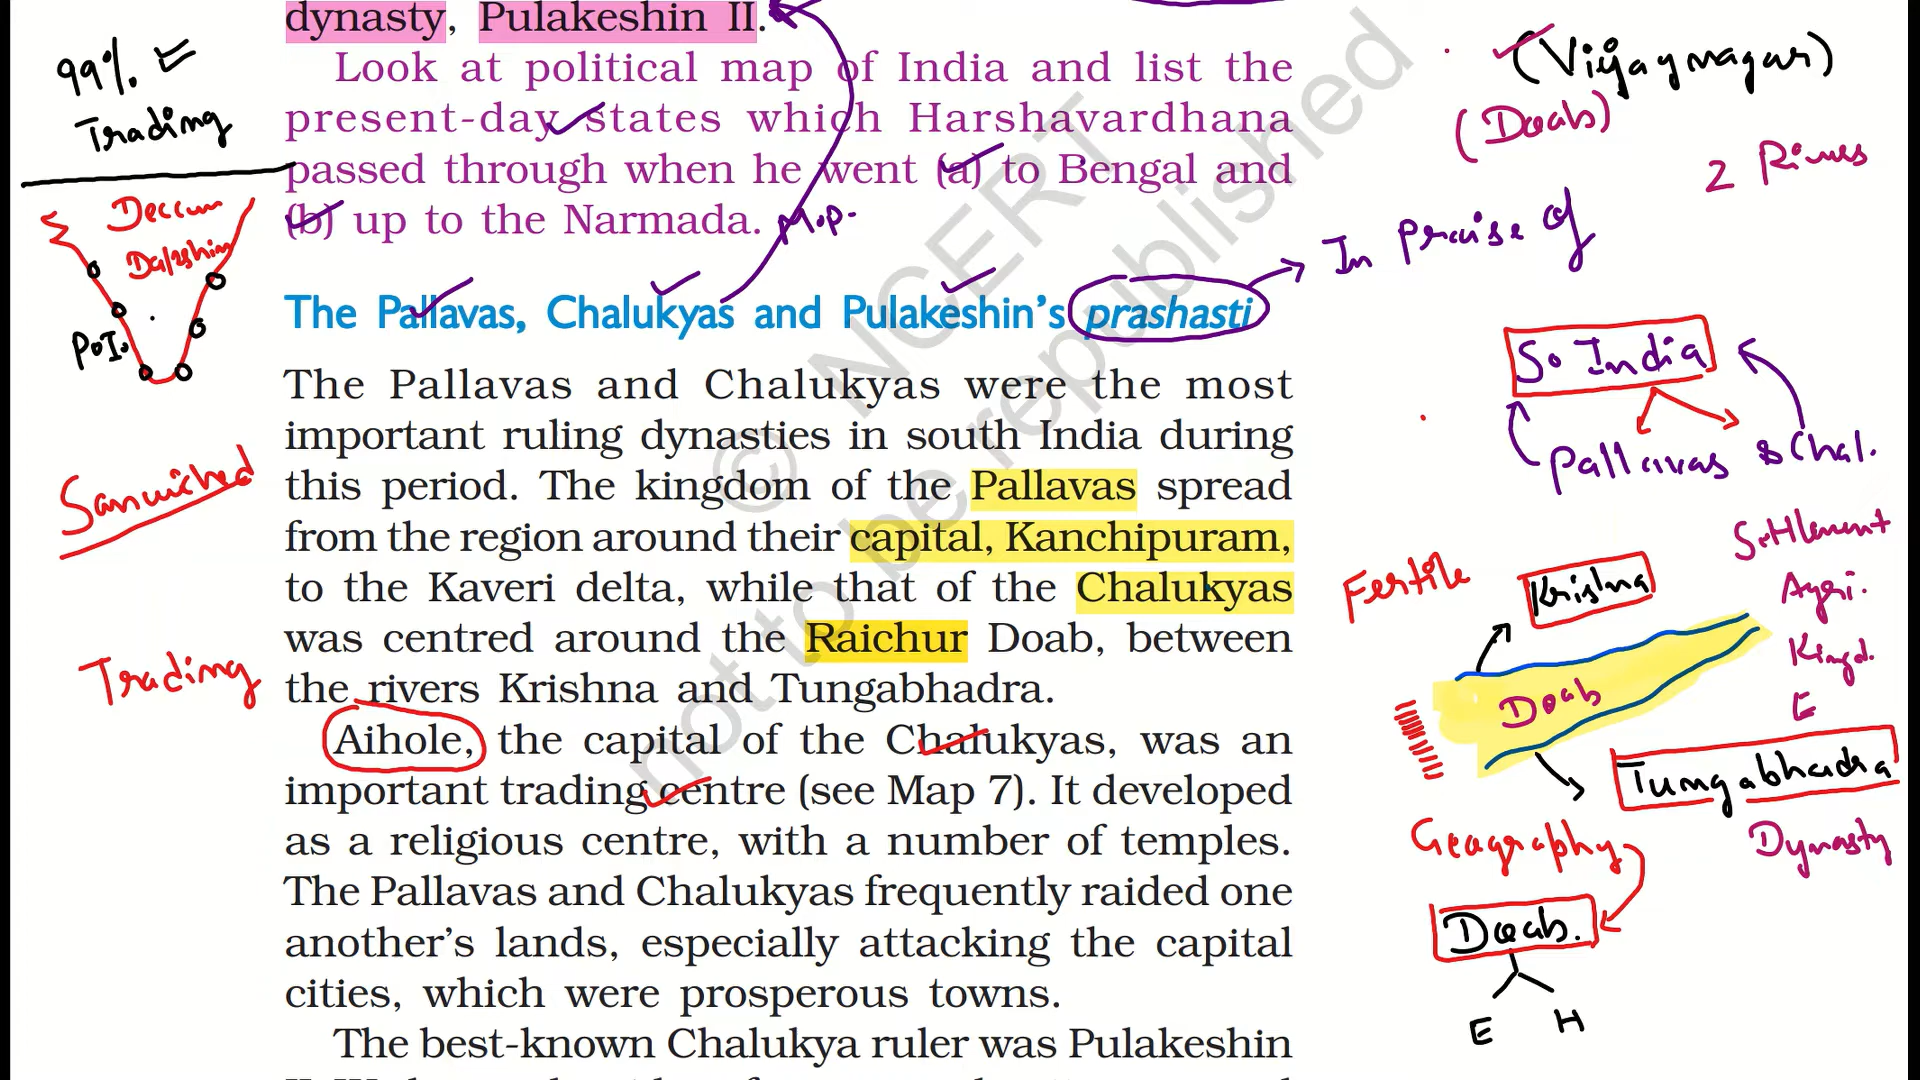 dynasty, Pulakeshin II.
Look at political map of India and list the
present-day states which Harshavardhana
passed through when he went (a) to Bengal and
(b) up to the Narmada. M.P.
The Pallavas, Chalukyas and Pulakeshin's prashasti
The Pallavas and Chalukyas were the most
important ruling dynasties in south India during
this period. The kingdom of the Pallavas spread
from the region around their capital, Kanchipuram,
to the Kaveri delta, while that of the Chalukyas
was centred around the Raichur Doab, between
the rivers Krishna and Tungabhadra.
Aihole, the capital of the Chalukyas, was an
important trading centre (see Map 7). It developed
as a religious centre, with a number of temples.
The Pallavas and Chalukyas frequently raided one
another's lands, especially attacking the capital
cities, which were prosperous towns.
The best-known Chalukya ruler was Pulakeshin
© NCERT
not to be republished
99%
Trading
Deccan
P.I.
Trading
(Vijaynagar)
(Doab)
2 Rives
In Praise of
So India
Pallavas & Chal.
Settlement
Fertile
Krishna
Agri.
Kingd.
Doab
E
Tungabhadra
Geography
Dynasty
Doab.
E H